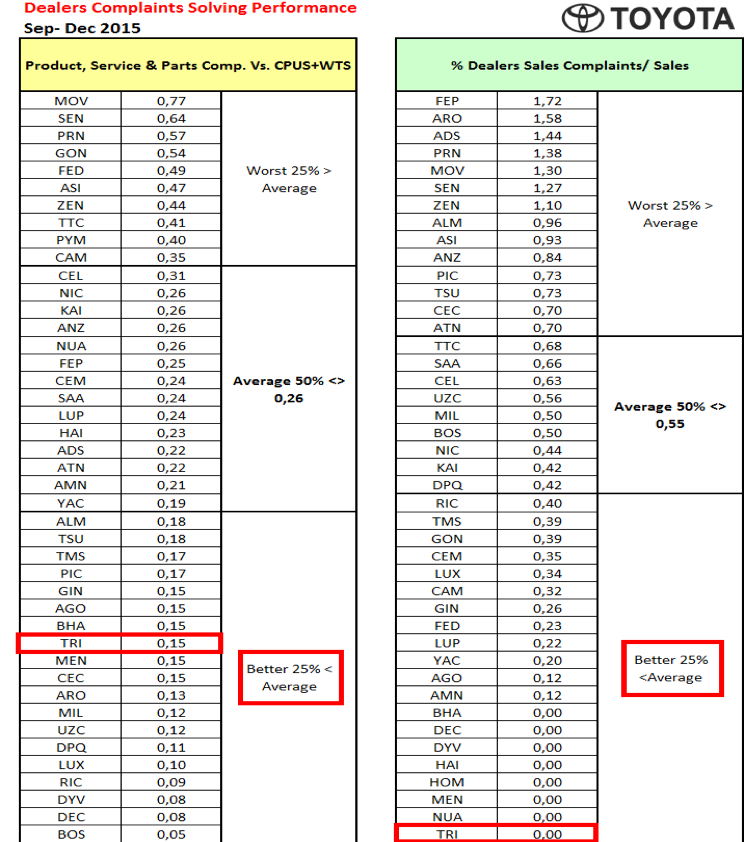 Dealers Complaints Solving Performance
Sep- Dec 2015
TOYOTA
Product, Service & Parts Comp. Vs. CPUS+WTS
MOV 0,77
SEN 0,64
PRN 0,57
GON 0,54
FED 0,49
ASI 0,47
ZEN 0,44
TTC 0,41
PYM 0,40
CAM 0,35
Worst 25% >
Average
CEL 0,31
NIC 0,26
KAI 0,26
ANZ 0,26
NUA 0,26
FEP 0,25
CEM 0,24
SAA 0,24
LUP 0,24
HAI 0,23
ADS 0,22
ATN 0,22
AMN 0,21
YAC 0,19
Average 50% <>
0,26
ALM 0,18
TSU 0,18
TMS 0,17
PIC 0,17
GIN 0,15
AGO 0,15
BHA 0,15
TRI 0,15
MEN 0,15
CEC 0,15
ARO 0,13
MIL 0,12
UZC 0,12
DPQ 0,11
LUX 0,10
RIC 0,09
DYV 0,08
DEC 0,08
BOS 0,05
Better 25% <
Average
% Dealers Sales Complaints/ Sales
FEP 1,72
ARO 1,58
ADS 1,44
PRN 1,38
MOV 1,30
SEN 1,27
ZEN 1,10
ALM 0,96
ASI 0,93
ANZ 0,84
PIC 0,73
TSU 0,73
CEC 0,70
ATN 0,70
Worst 25% >
Average
TTC 0,68
SAA 0,66
CEL 0,63
UZC 0,56
MIL 0,50
BOS 0,50
NIC 0,44
KAI 0,42
DPQ 0,42
Average 50% <>
0,55
RIC 0,40
TMS 0,39
GON 0,39
CEM 0,35
LUX 0,34
CAM 0,32
GIN 0,26
FED 0,23
LUP 0,22
YAC 0,20
AGO 0,12
AMN 0,12
BHA 0,00
DEC 0,00
DYV 0,00
HAI 0,00
HOM 0,00
MEN 0,00
NUA 0,00
TRI 0,00
Better 25%
<Average